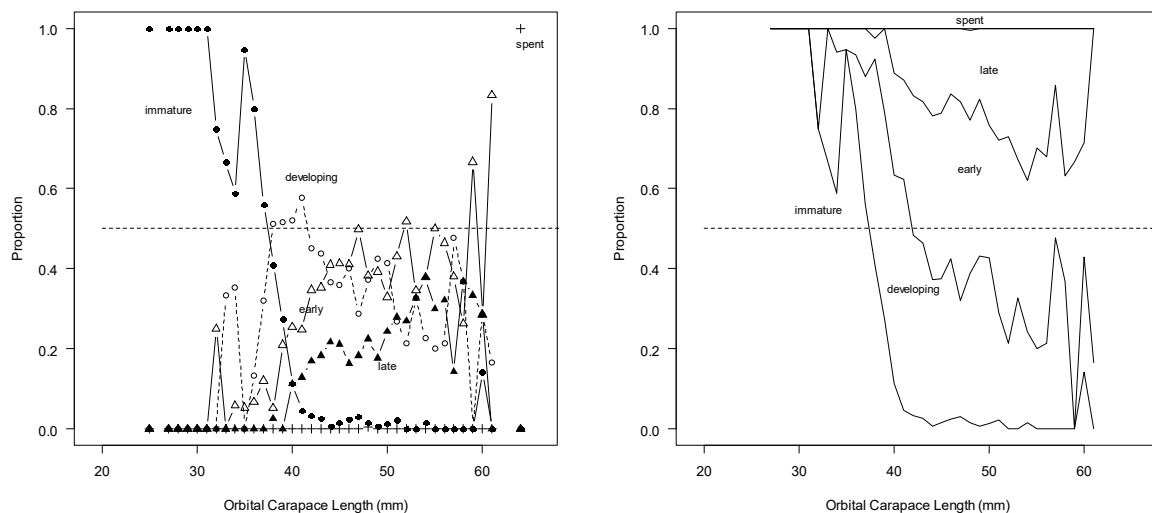 1.0
0.8
0.6
0.4
0.2
0.0
Proportion
20 30 40 50 60
Orbital Carapace Length (mm)
spent
immature
developing
early
late
1.0
0.8
0.6
0.4
0.2
0.0
Proportion
20 30 40 50 60
Orbital Carapace Length (mm)
spent
late
early
immature
developing